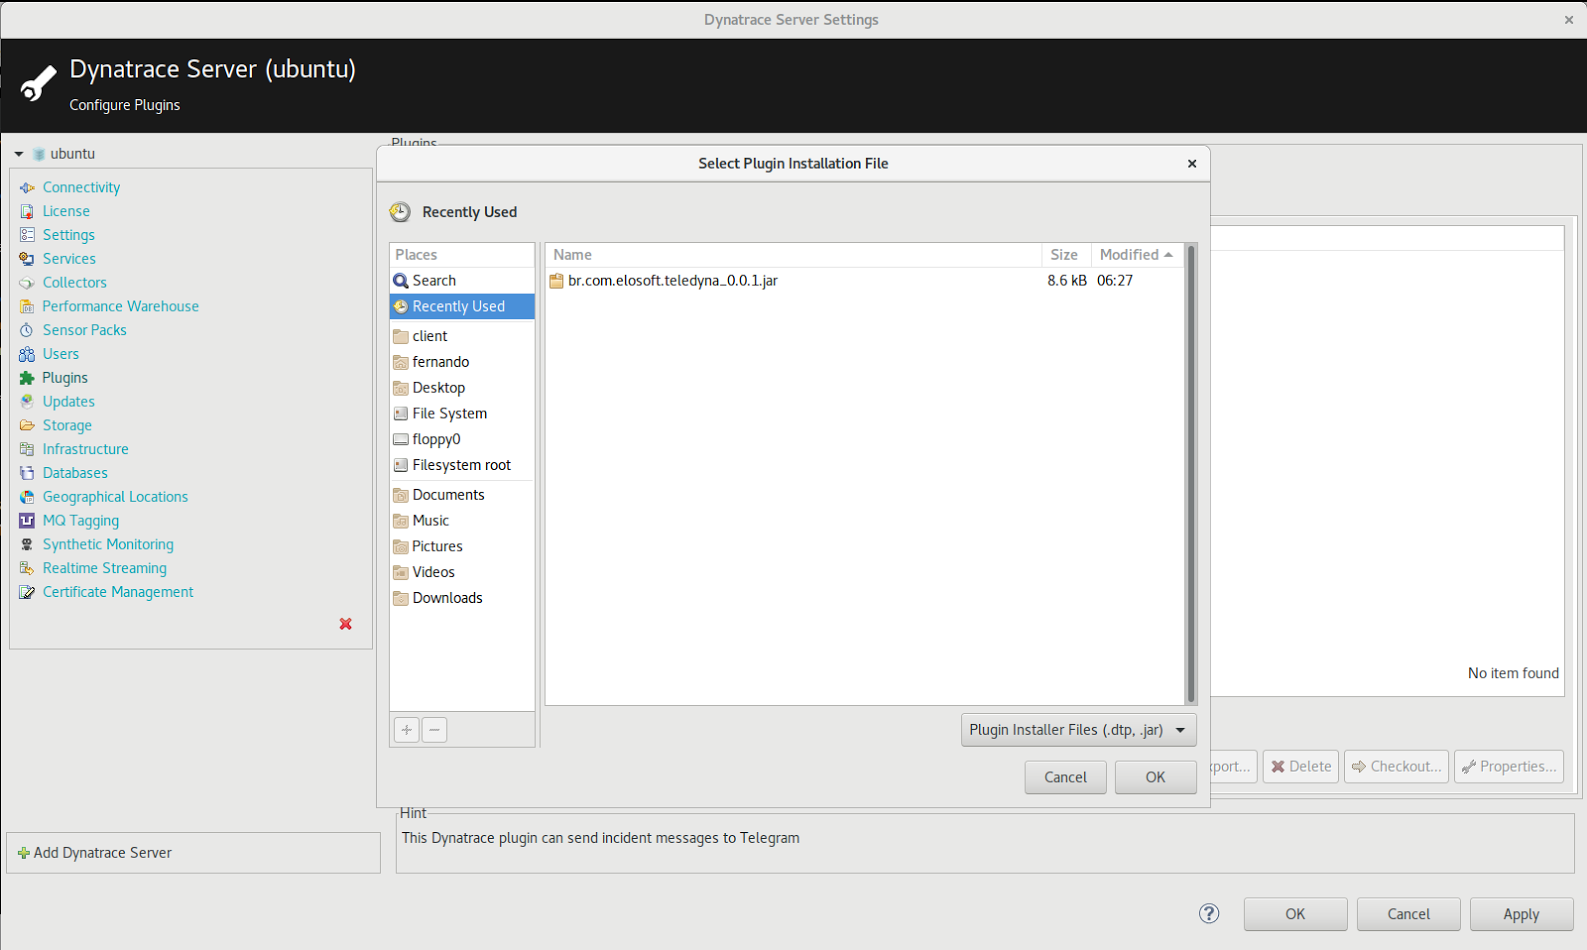 Dynatrace Server Settings
Dynatrace Server (ubuntu)
Configure Plugins
ubuntu
Connectivity
License
Settings
Services
Collectors
Performance Warehouse
Sensor Packs
Users
Plugins
Updates
Storage
Infrastructure
Databases
Geographical Locations
MQ Tagging
Synthetic Monitoring
Realtime Streaming
Certificate Management
Add Dynatrace Server
Plugins
Select Plugin Installation File
Recently Used
Places
Search
Recently Used
client
fernando
Desktop
File System
floppy0
Filesystem root
Documents
Music
Pictures
Videos
Downloads
Name Size Modified
br.com.elosoft.teledyna_0.0.1.jar 8.6 kB 06:27
Plugin Installer Files (.dtp, .jar)
Cancel OK
No item found
port... Delete Checkout... Properties...
Hint
This Dynatrace plugin can send incident messages to Telegram
? OK Cancel Apply